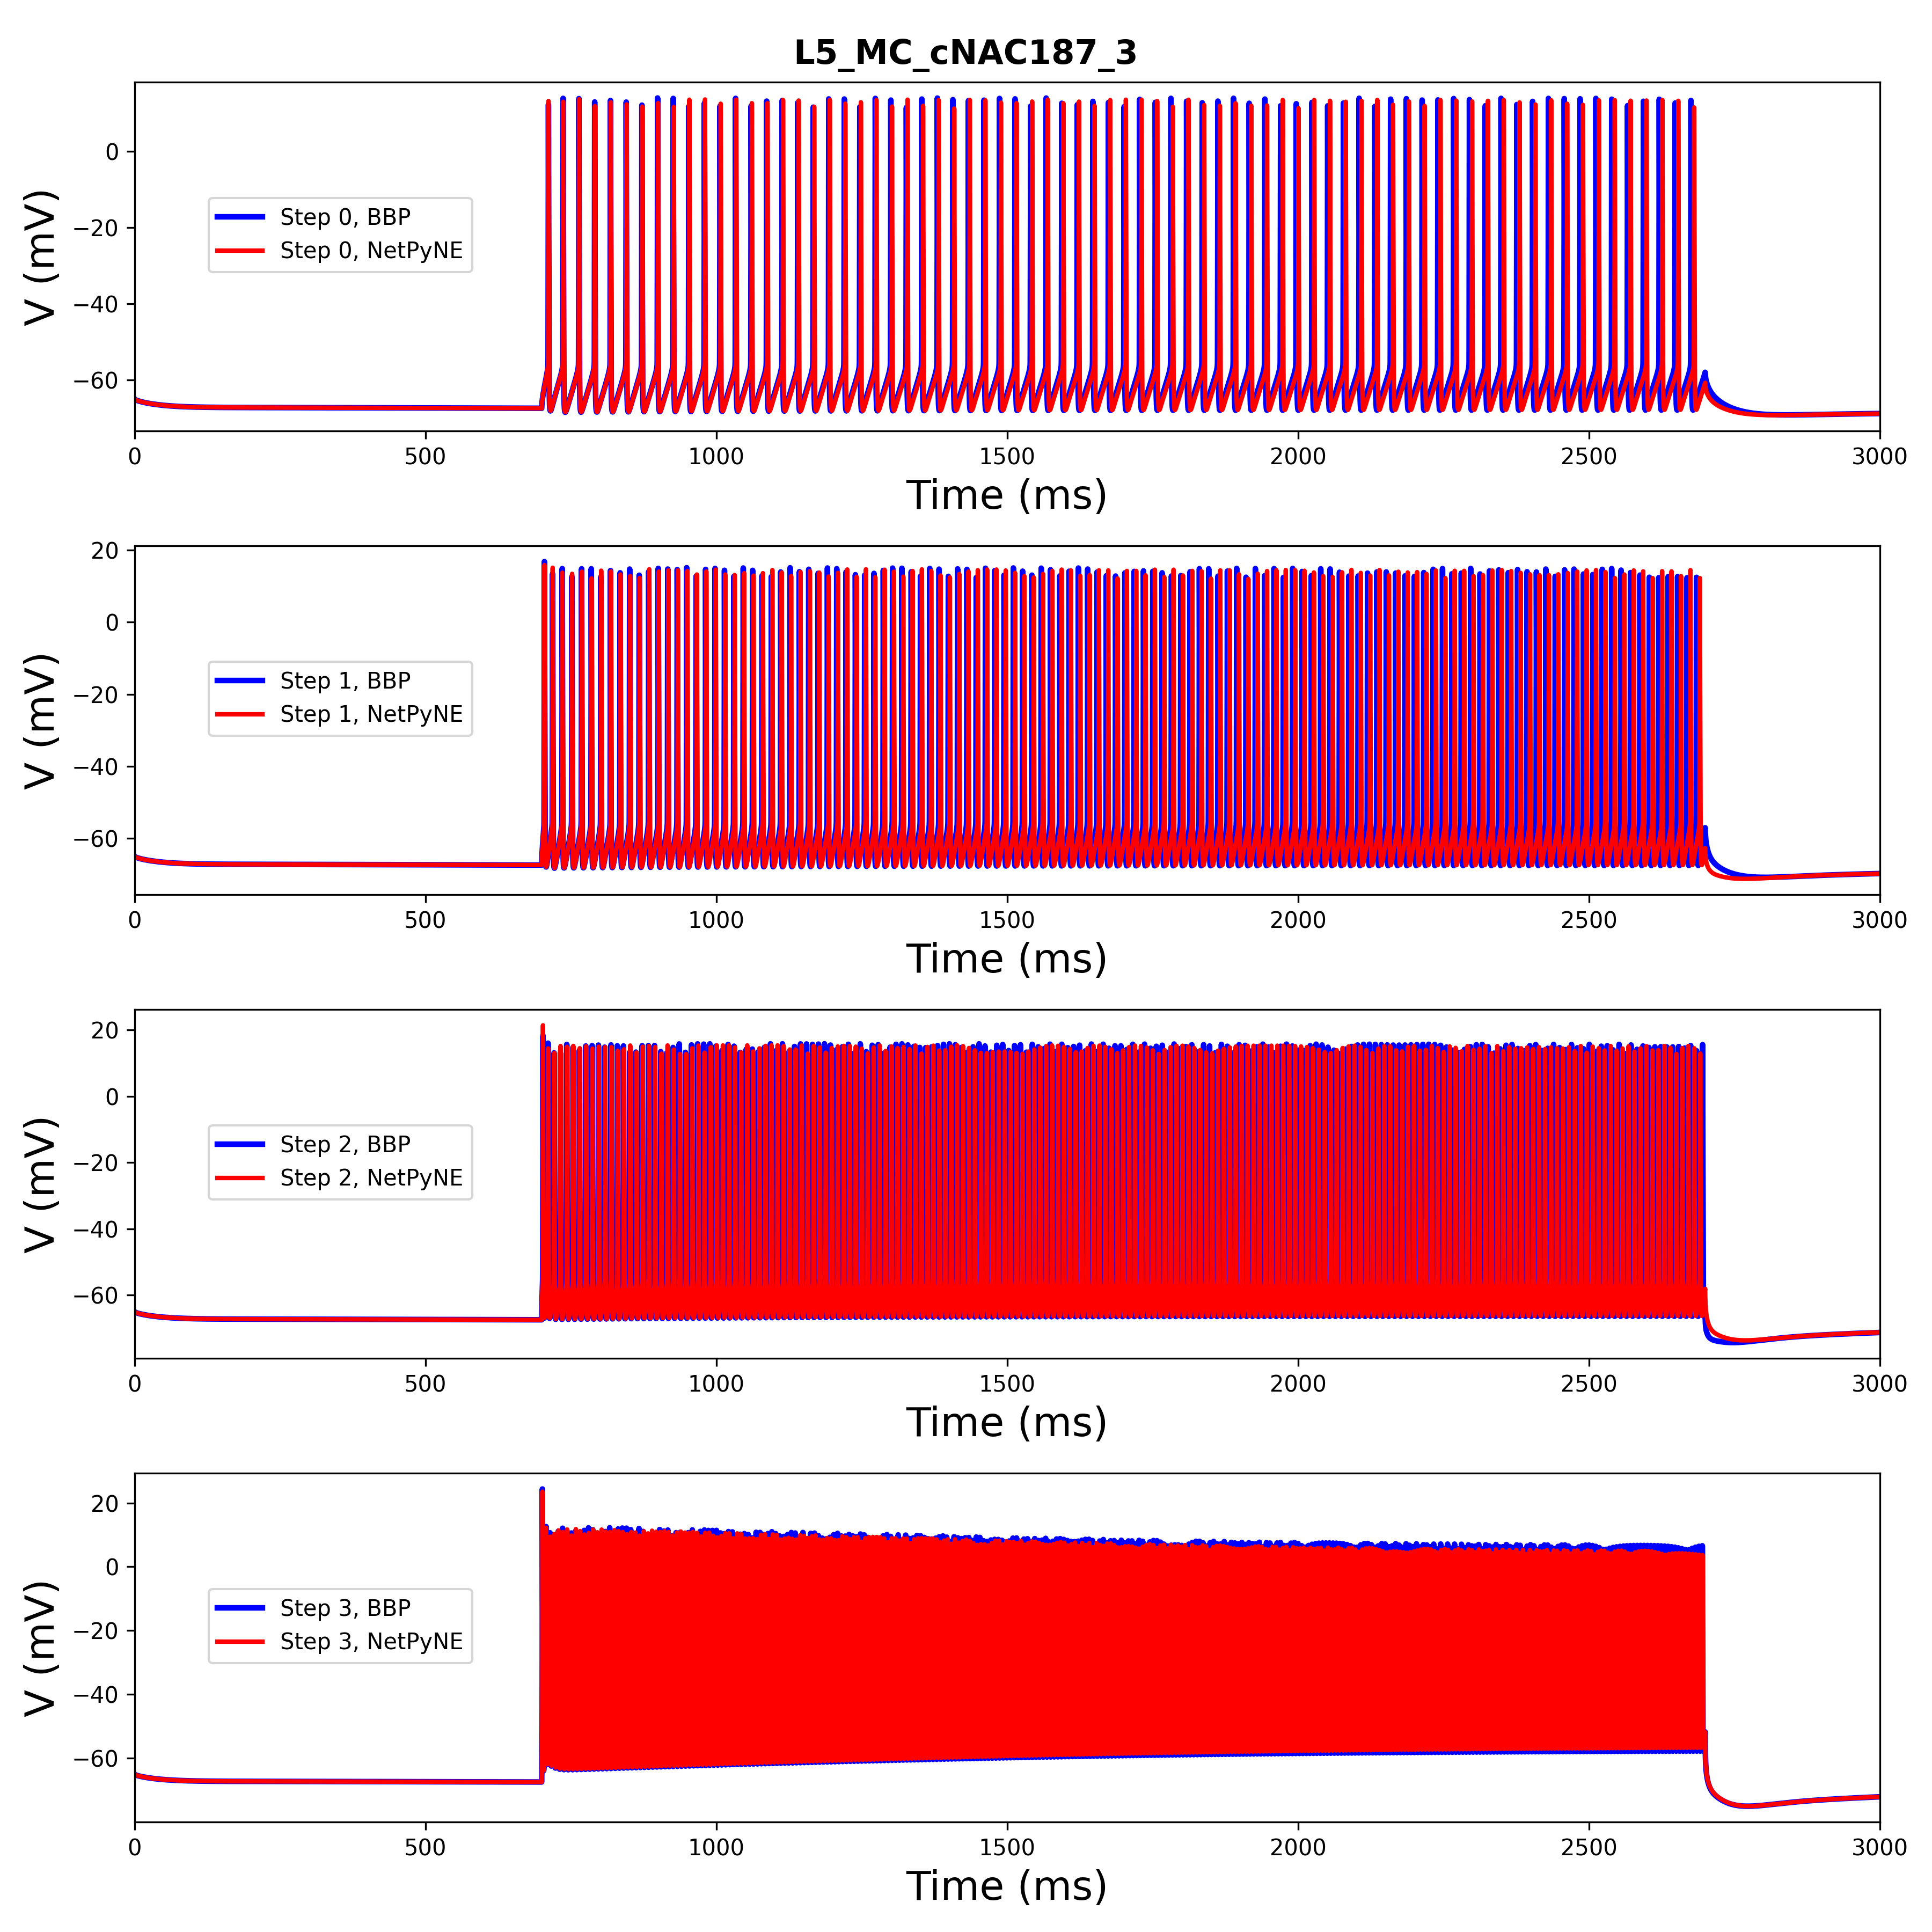 L5_MC_cNAC187_3
V (mV)
0
−20
−40
−60
Step 0, BBP
Step 0, NetPyNE
0 500 1000 1500 2000 2500 3000
Time (ms)
V (mV)
20
0
−20
−40
−60
Step 1, BBP
Step 1, NetPyNE
0 500 1000 1500 2000 2500 3000
Time (ms)
V (mV)
20
0
−20
−40
−60
Step 2, BBP
Step 2, NetPyNE
0 500 1000 1500 2000 2500 3000
Time (ms)
V (mV)
20
0
−20
−40
−60
Step 3, BBP
Step 3, NetPyNE
0 500 1000 1500 2000 2500 3000
Time (ms)